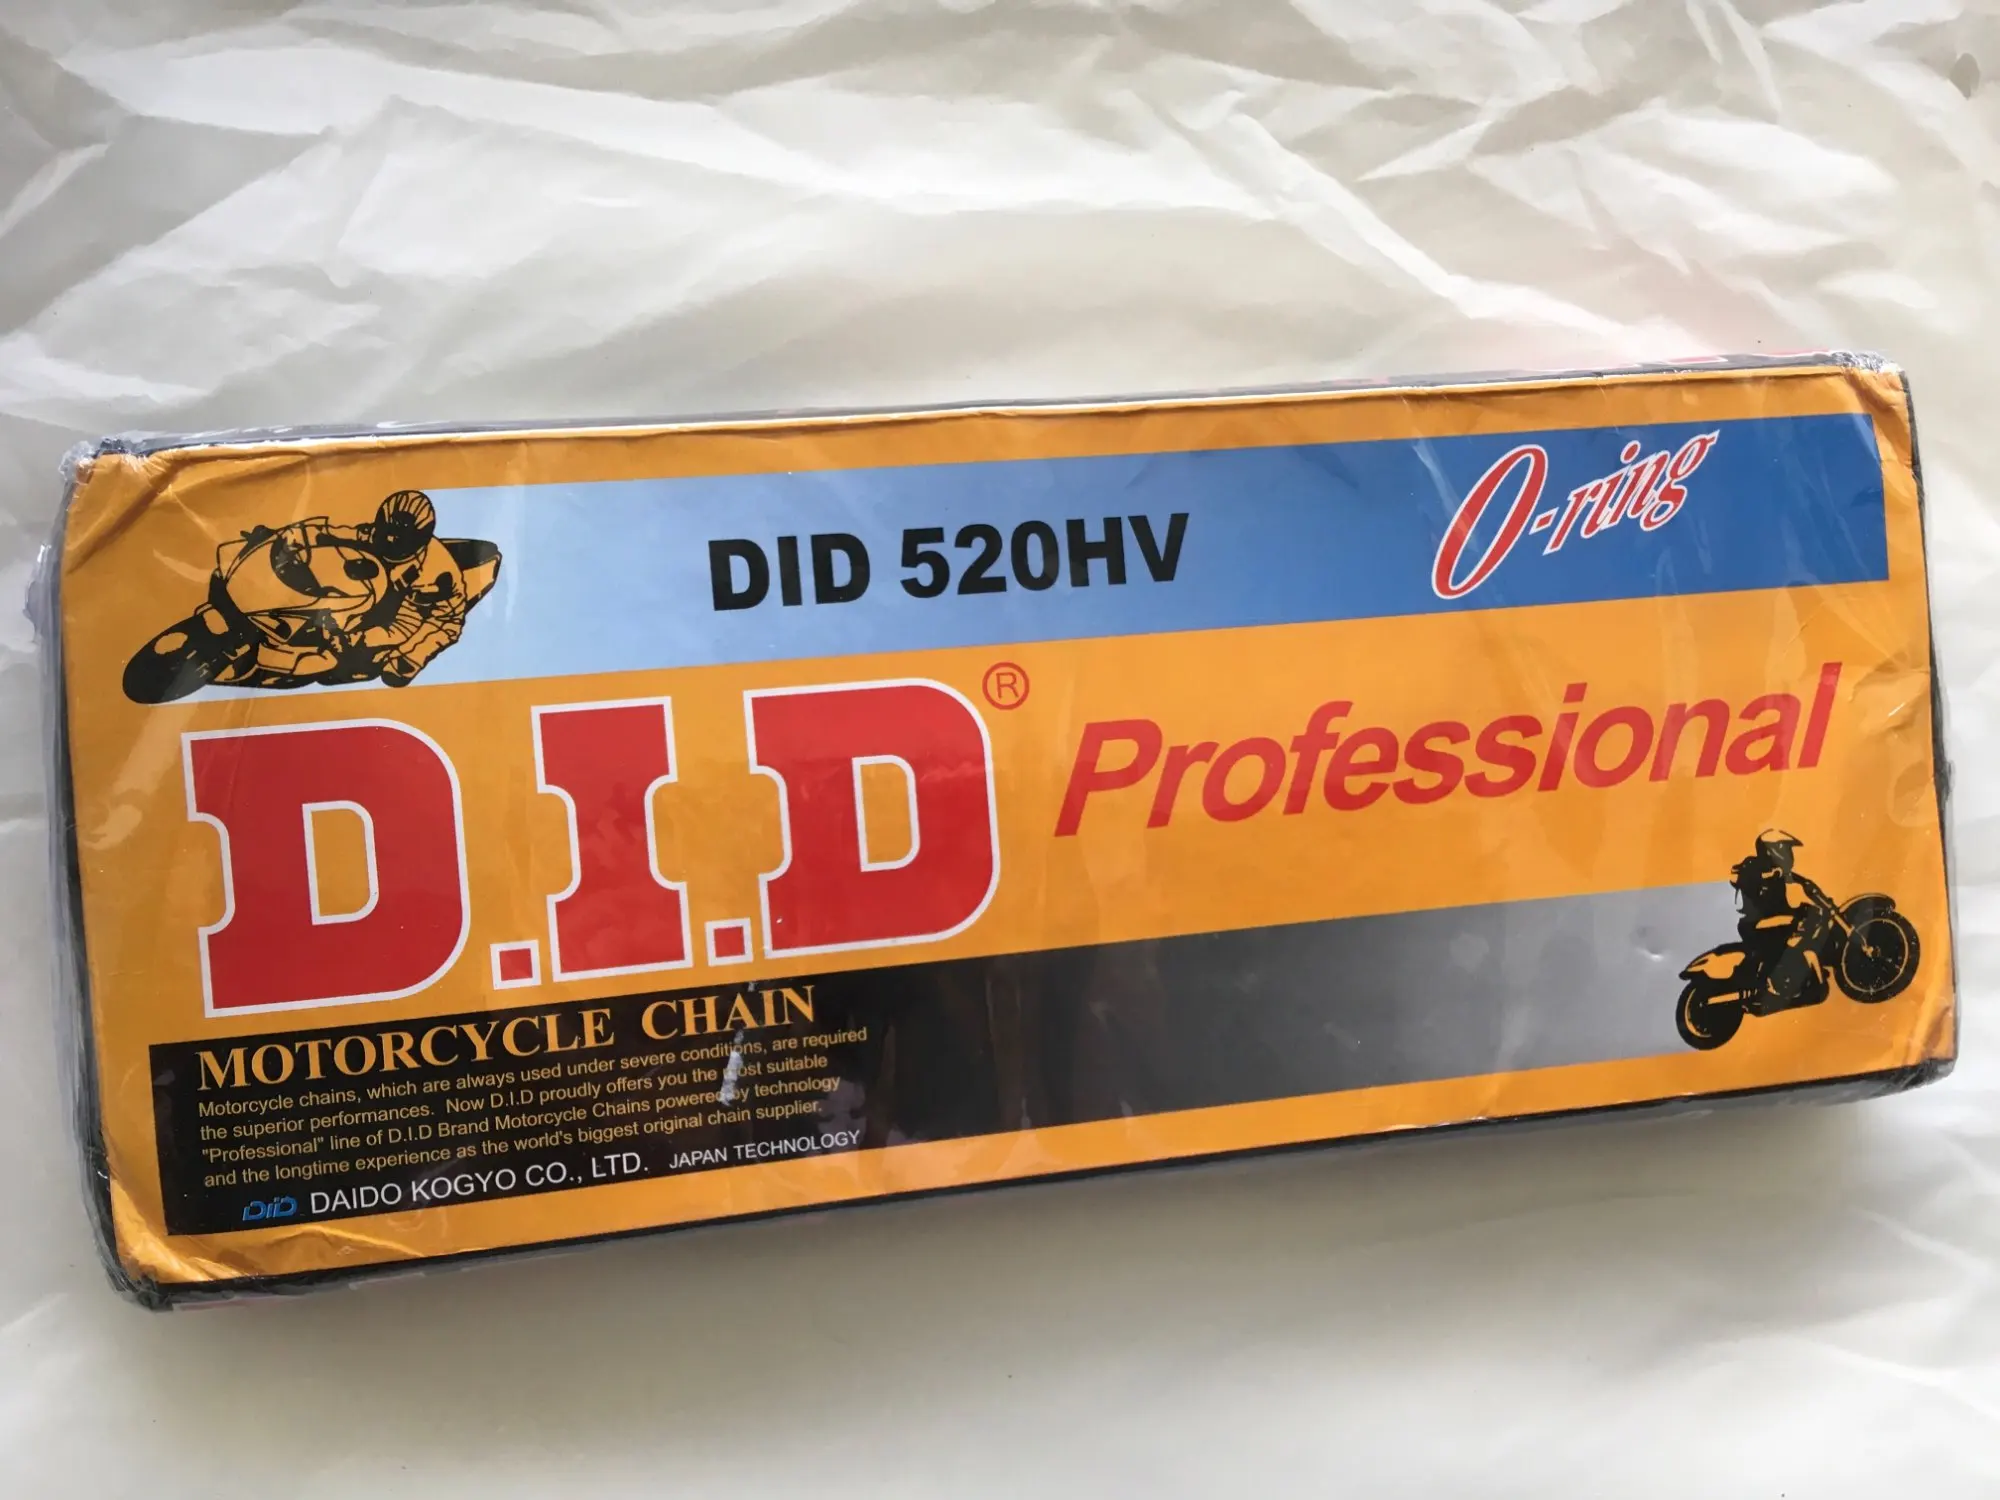 DID 520HV
O-ring
D.I.D® Professional
MOTORCYCLE CHAIN
Motorcycle chains, which are always used under severe conditions, are required
the superior performances. Now D.I.D proudly offers you the most suitable
"Professional" line of D.I.D Brand Motorcycle Chains powered by technology
and the longtime experience as the world's biggest original chain supplier.
DID DAIDO KOGYO CO., LTD. JAPAN TECHNOLOGY